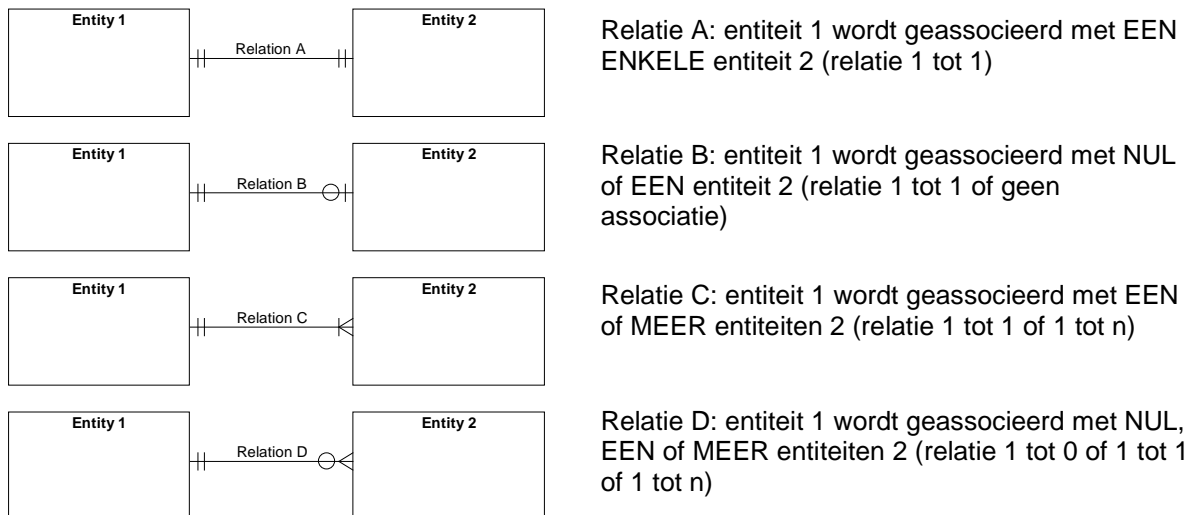 Entity 1
Relation A
Entity 2
Relatie A: entiteit 1 wordt geassocieerd met EEN
ENKELE entiteit 2 (relatie 1 tot 1)
Entity 1
Relation B
Entity 2
Relatie B: entiteit 1 wordt geassocieerd met NUL
of EEN entiteit 2 (relatie 1 tot 1 of geen
associatie)
Entity 1
Relation C
Entity 2
Relatie C: entiteit 1 wordt geassocieerd met EEN
of MEER entiteiten 2 (relatie 1 tot 1 of 1 tot n)
Entity 1
Relation D
Entity 2
Relatie D: entiteit 1 wordt geassocieerd met NUL,
EEN of MEER entiteiten 2 (relatie 1 tot 0 of 1 tot 1
of 1 tot n)